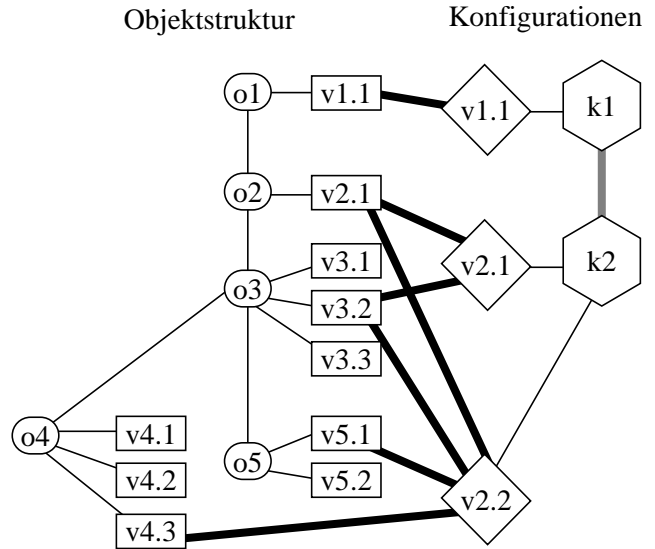 Objektstruktur
Konfigurationen
o1
v1.1
v1.1
k1
o2
v2.1
v2.1
k2
v3.1
o3
v3.2
v3.3
o4
v4.1
v4.2
v4.3
o5
v5.1
v5.2
v2.2